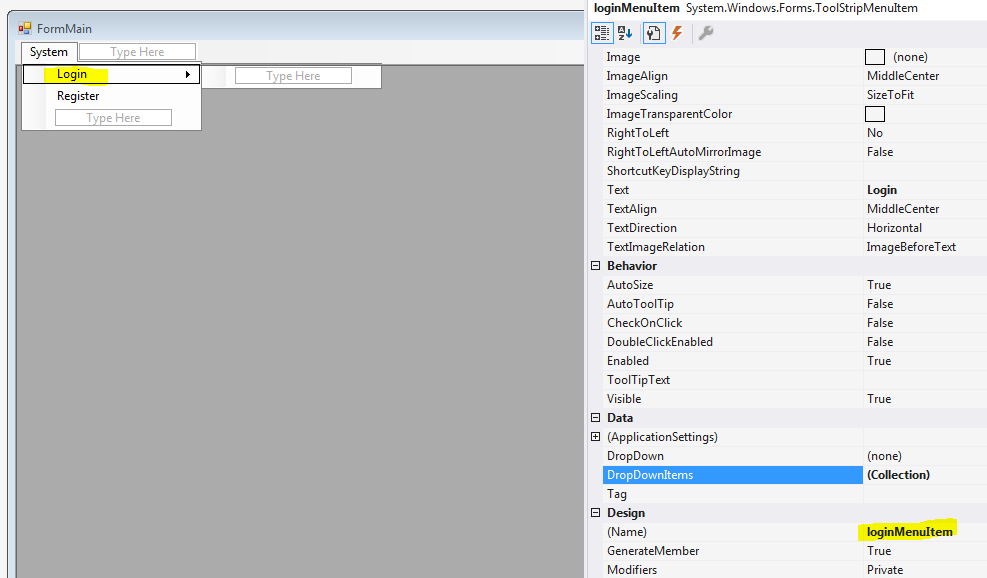 FormMain
System Type Here
Login Type Here
Register
Type Here
loginMenuItem System.Windows.Forms.ToolStripMenuItem
Image (none)
ImageAlign MiddleCenter
ImageScaling SizeToFit
ImageTransparentColor
RightToLeft No
RightToLeftAutoMirrorImage False
ShortcutKeyDisplayString
Text Login
TextAlign MiddleCenter
TextDirection Horizontal
TextImageRelation ImageBeforeText
Behavior
AutoSize True
AutoToolTip False
CheckOnClick False
DoubleClickEnabled False
Enabled True
ToolTipText
Visible True
Data
(ApplicationSettings)
DropDown (none)
DropDownItems (Collection)
Tag
Design
(Name) loginMenuItem
GenerateMember True
Modifiers Private